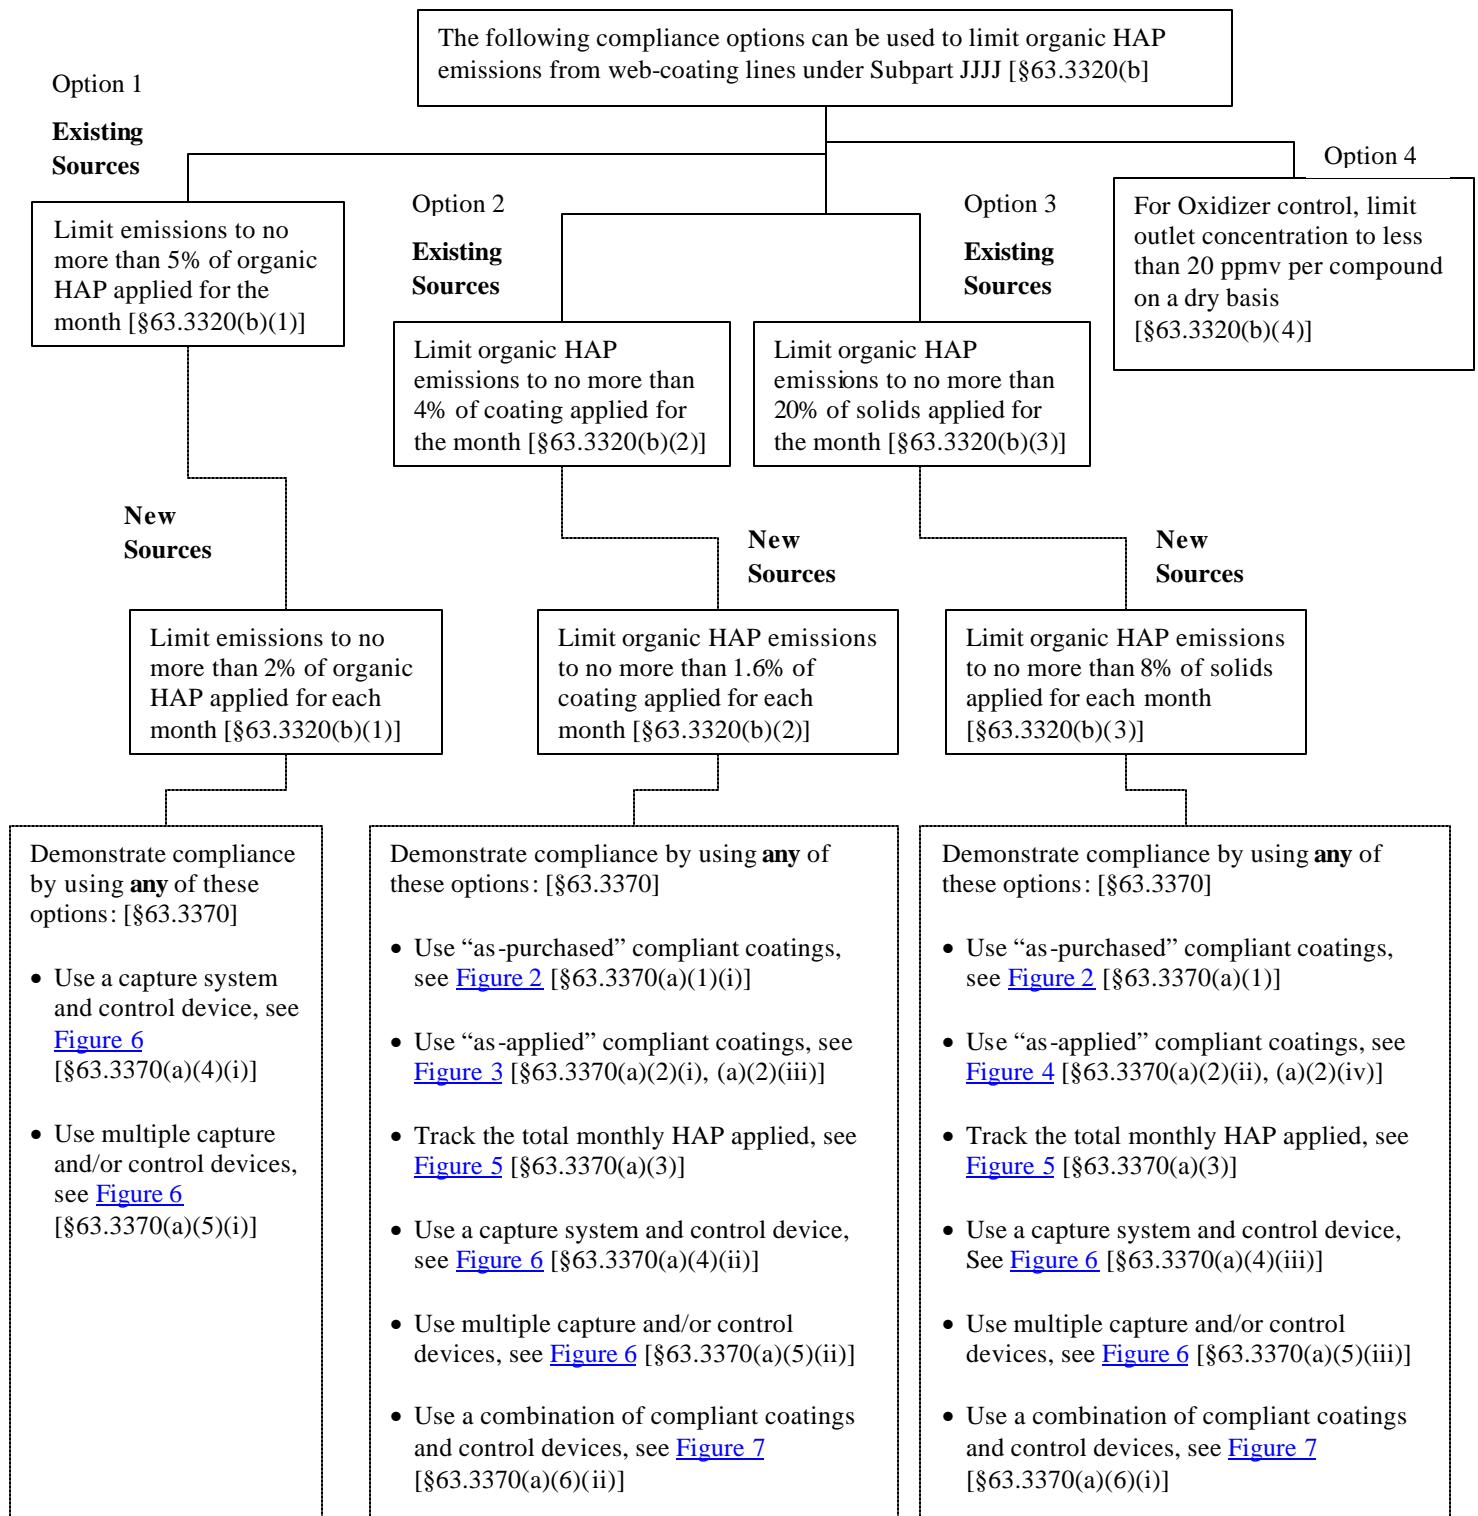 The following compliance options can be used to limit organic HAP
emissions from web-coating lines under Subpart JJJJ [§63.3320(b]
Option 1
Existing
Sources
Limit emissions to no
more than 5% of organic
HAP applied for the
month [§63.3320(b)(1)]
Option 2
Existing
Sources
Limit organic HAP
emissions to no more than
4% of coating applied for
the month [§63.3320(b)(2)]
Option 3
Existing
Sources
Limit organic HAP
emissions to no more than
20% of solids applied for
the month [§63.3320(b)(3)]
Option 4
For Oxidizer control, limit
outlet concentration to less
than 20 ppmv per compound
on a dry basis
[§63.3320(b)(4)]
New
Sources
Limit emissions to no
more than 2% of organic
HAP applied for each
month [§63.3320(b)(1)]
New
Sources
Limit organic HAP emissions
to no more than 1.6% of
coating applied for each
month [§63.3320(b)(2)]
New
Sources
Limit organic HAP emissions
to no more than 8% of solids
applied for each month
[§63.3320(b)(3)]
Demonstrate compliance
by using any of these
options: [§63.3370]
• Use a capture system
and control device, see
Figure 6
[§63.3370(a)(4)(i)]
• Use multiple capture
and/or control devices,
see Figure 6
[§63.3370(a)(5)(i)]
Demonstrate compliance by using any of
these options: [§63.3370]
• Use “as-purchased” compliant coatings,
see Figure 2 [§63.3370(a)(1)(i)]
• Use “as-applied” compliant coatings, see
Figure 3 [§63.3370(a)(2)(i), (a)(2)(iii)]
• Track the total monthly HAP applied, see
Figure 5 [§63.3370(a)(3)]
• Use a capture system and control device,
see Figure 6 [§63.3370(a)(4)(ii)]
• Use multiple capture and/or control
devices, see Figure 6 [§63.3370(a)(5)(ii)]
• Use a combination of compliant coatings
and control devices, see Figure 7
[§63.3370(a)(6)(ii)]
Demonstrate compliance by using any of
these options: [§63.3370]
• Use “as-purchased” compliant coatings,
see Figure 2 [§63.3370(a)(1)]
• Use “as-applied” compliant coatings, see
Figure 4 [§63.3370(a)(2)(ii), (a)(2)(iv)]
• Track the total monthly HAP applied, see
Figure 5 [§63.3370(a)(3)]
• Use a capture system and control device,
See Figure 6 [§63.3370(a)(4)(iii)]
• Use multiple capture and/or control
devices, see Figure 6 [§63.3370(a)(5)(iii)]
• Use a combination of compliant coatings
and control devices, see Figure 7
[§63.3370(a)(6)(i)]